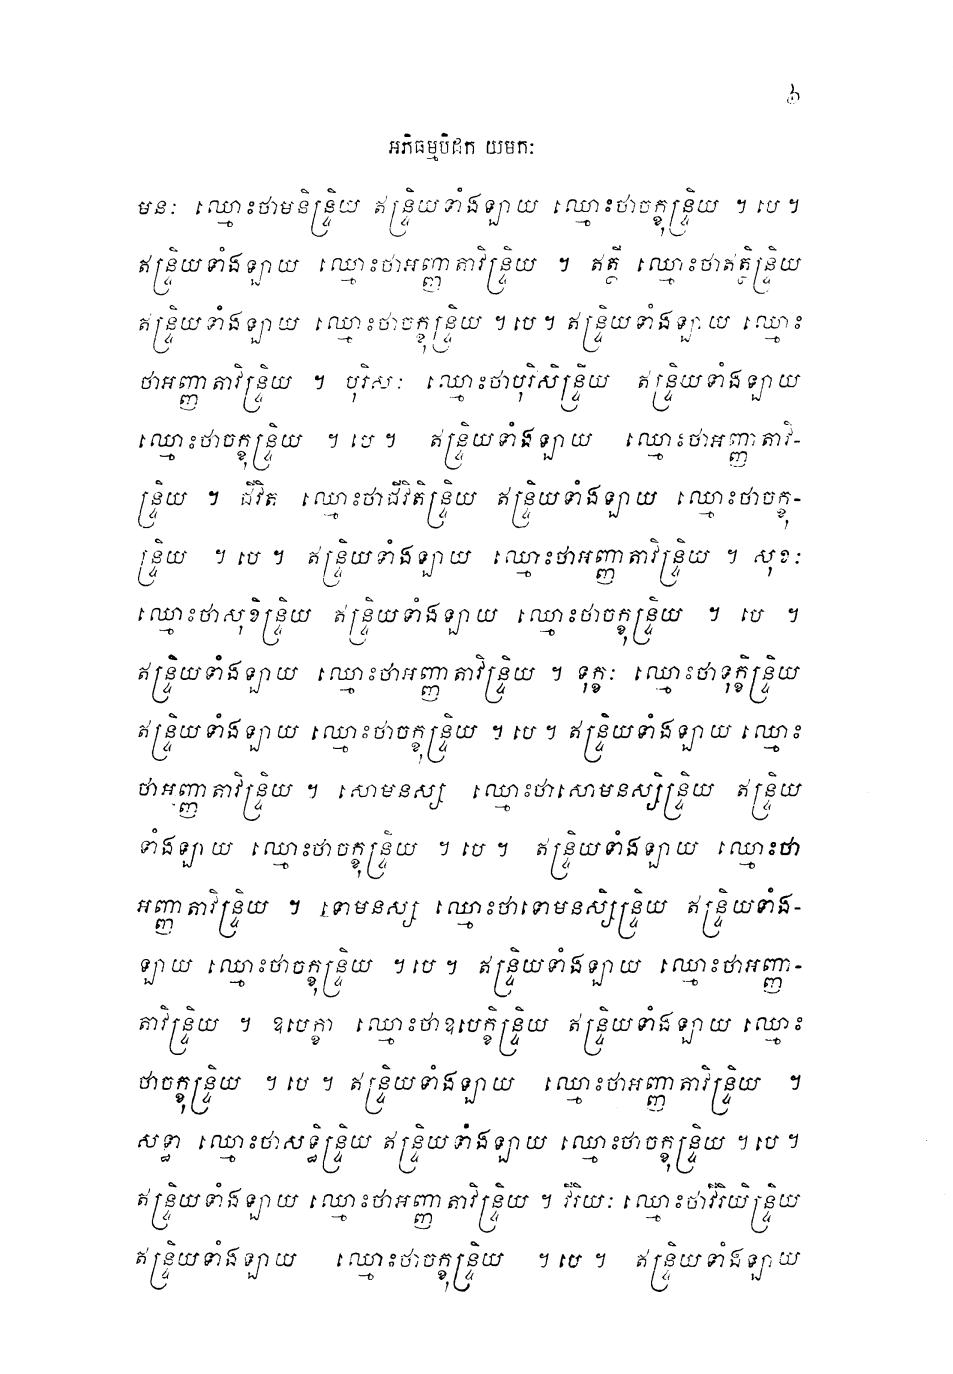 ៦
អភិធម្មបិដក យមកៈ
មនៈ ឈ្មោះថាមនិន្ទ្រិយ ឥន្ទ្រិយទាំងឡាយ ឈ្មោះថាចក្ខុន្ទ្រិយ ។ បេ ។
ឥន្ទ្រិយទាំងឡាយ ឈ្មោះថាអញ្ញាតាវិន្ទ្រិយ ។ ឥត្ថី ឈ្មោះថាឥត្ថិន្ទ្រិយ
ឥន្ទ្រិយទាំងឡាយ ឈ្មោះថាចក្ខុន្ទ្រិយ ។ បេ ។ ឥន្ទ្រិយទាំងឡាយ ឈ្មោះ
ថាអញ្ញាតាវិន្ទ្រិយ ។ បុរិសៈ ឈ្មោះថាបុរិសិន្ទ្រិយ ឥន្ទ្រិយទាំងឡាយ
ឈ្មោះថាចក្ខុន្ទ្រិយ ។ បេ ។ ឥន្ទ្រិយទាំងឡាយ ឈ្មោះថាអញ្ញាតាវិ-
ន្ទ្រិយ ។ ជីវិត ឈ្មោះថាជីវិតិន្ទ្រិយ ឥន្ទ្រិយទាំងឡាយ ឈ្មោះថាចក្ខុ-
ន្ទ្រិយ ។ បេ ។ ឥន្ទ្រិយទាំងឡាយ ឈ្មោះថាអញ្ញាតាវិន្ទ្រិយ ។ សុខៈ
ឈ្មោះថាសុខិន្ទ្រិយ ឥន្ទ្រិយទាំងឡាយ ឈ្មោះថាចក្ខុន្ទ្រិយ ។ បេ ។
ឥន្ទ្រិយទាំងឡាយ ឈ្មោះថាអញ្ញាតាវិន្ទ្រិយ ។ ទុក្ខៈ ឈ្មោះថាទុក្ខិន្ទ្រិយ
ឥន្ទ្រិយទាំងឡាយ ឈ្មោះថាចក្ខុន្ទ្រិយ ។ បេ ។ ឥន្ទ្រិយទាំងឡាយ ឈ្មោះ
ថាអញ្ញាតាវិន្ទ្រិយ ។ សោមនស្ស ឈ្មោះថាសោមនស្សិន្ទ្រិយ ឥន្ទ្រិយ
ទាំងឡាយ ឈ្មោះថាចក្ខុន្ទ្រិយ ។ បេ ។ ឥន្ទ្រិយទាំងឡាយ ឈ្មោះថា
អញ្ញាតាវិន្ទ្រិយ ។ ទោមនស្ស ឈ្មោះថាទោមនស្សិន្ទ្រិយ ឥន្ទ្រិយទាំង-
ឡាយ ឈ្មោះថាចក្ខុន្ទ្រិយ ។ បេ ។ ឥន្ទ្រិយទាំងឡាយ ឈ្មោះថាអញ្ញា-
តាវិន្ទ្រិយ ។ ឧបេក្ខា ឈ្មោះថាឧបេក្ខិន្ទ្រិយ ឥន្ទ្រិយទាំងឡាយ ឈ្មោះ
ថាចក្ខុន្ទ្រិយ ។ បេ ។ ឥន្ទ្រិយទាំងឡាយ ឈ្មោះថាអញ្ញាតាវិន្ទ្រិយ ។
សទ្ធា ឈ្មោះថាសទ្ធិន្ទ្រិយ ឥន្ទ្រិយទាំងឡាយ ឈ្មោះថាចក្ខុន្ទ្រិយ ។ បេ ។
ឥន្ទ្រិយទាំងឡាយ ឈ្មោះថាអញ្ញាតាវិន្ទ្រិយ ។ វីរិយៈ ឈ្មោះថាវីរិយិន្ទ្រិយ
ឥន្ទ្រិយទាំងឡាយ ឈ្មោះថាចក្ខុន្ទ្រិយ ។ បេ ។ ឥន្ទ្រិយទាំងឡាយ